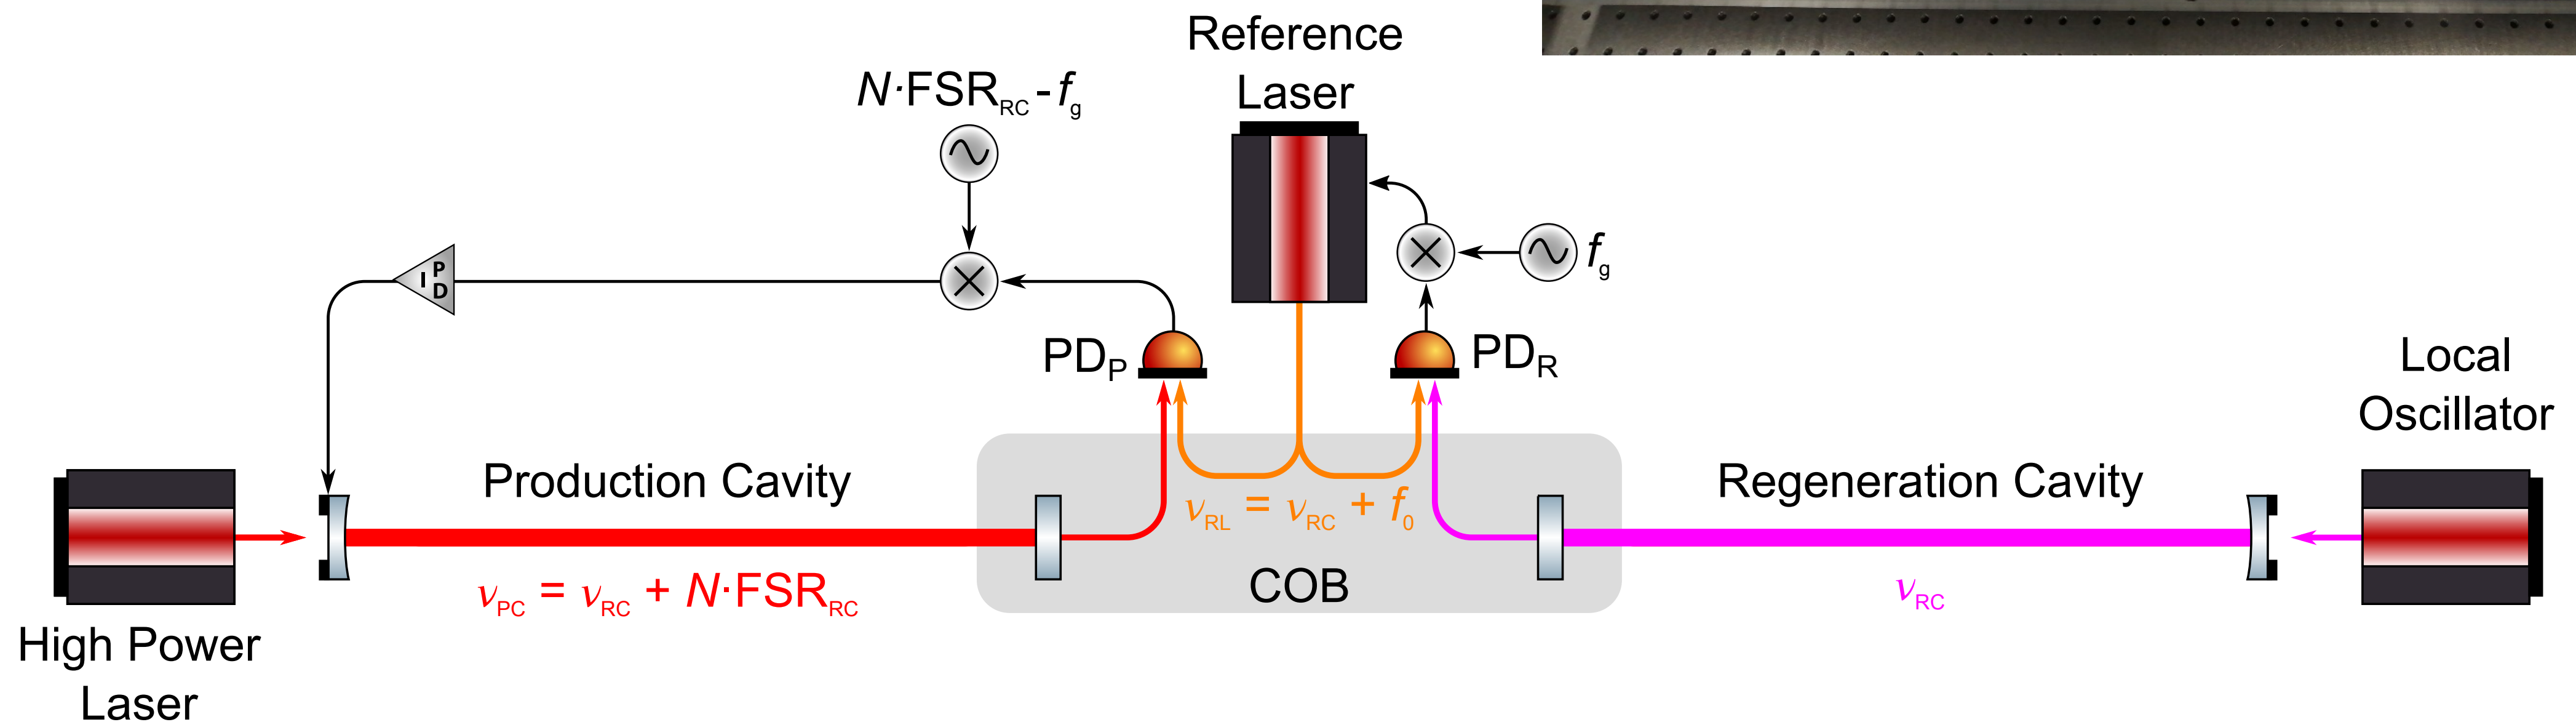 Reference
Laser
N·FSR_RC - f_g
f_g
P
I
D
PD_P
PD_R
Local
Oscillator
Production Cavity
Regeneration Cavity
ν_RL = ν_RC + f_0
COB
ν_PC = ν_RC + N·FSR_RC
ν_RC
High Power
Laser